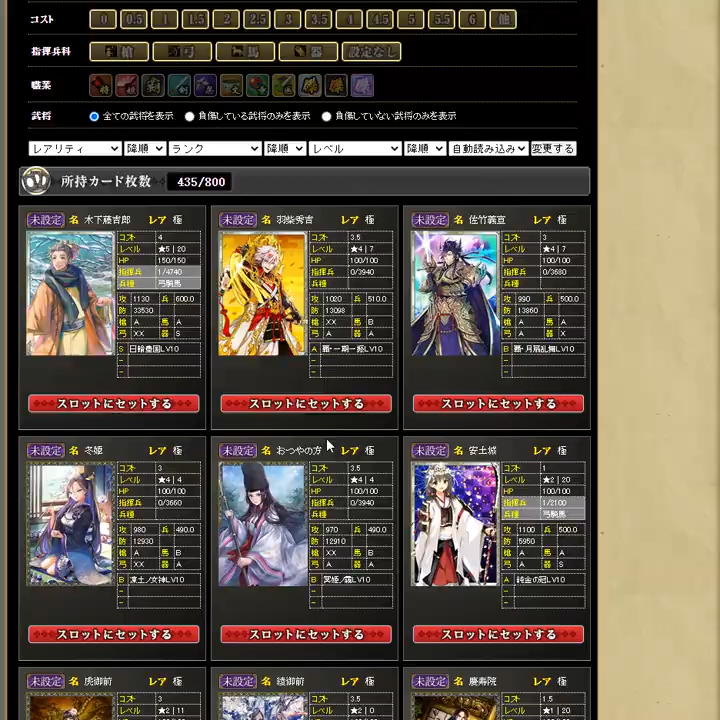 コスト 0 0.5 1 1.5 2 2.5 3 3.5 4 4.5 5 5.5 6 他
指揮兵科 槍 弓 馬 器 設定なし
職業 将 姫 剣 忍 文
武将 全ての武将を表示 負傷している武将のみを表示 負傷していない武将のみを表示
レアリティ 降順 ランク 降順 レベル 降順 自動読み込み 変更する
所持カード枚数 435/800
未設定 名 木下藤吉郎 レア 極
コスト 4
レベル ★5 | 20
HP 150/150
指揮兵 1/4740
兵種 弓騎馬
攻 1130 兵 600.0
防 33530
槍 A 馬 A
弓 XX 器 S
S 日輪豊国LV10
-
-
スロットにセットする
未設定 名 羽柴秀吉 レア 極
コスト 3.5
レベル ★4 | 7
HP 100/100
指揮兵 0/3940
兵種
攻 1020 兵 510.0
防 13098
槍 XX 馬 B
弓 A 器 A
A
-
-
スロットにセットする
未設定 名 佐竹義宣 レア 極
コスト 3
レベル ★4 | 7
HP 100/100
指揮兵 0/3680
兵種
攻 990 兵 500.0
防 13860
槍 A 馬 A
弓 XX 器 A
B 覇・月扇乱舞LV10
-
-
スロットにセットする
未設定 名 冬姫 レア 極
コスト 3
レベル ★4 | 4
HP 100/100
指揮兵 0/3660
兵種
攻 980 兵 490.0
防 12930
槍 XX 馬 B
弓 XX 器 A
B 凍土ノ女神LV10
-
-
スロットにセットする
未設定 名 おつやの方 レア 極
コスト 3.5
レベル ★4 | 4
HP 100/100
指揮兵 0/3940
兵種
攻 970 兵 490.0
防 12910
槍 XX 馬 B
弓 A 器 A
B 冥姫ノ霧LV10
-
-
スロットにセットする
未設定 名 安土城 レア 極
コスト 1
レベル ★2 | 20
HP 100/100
指揮兵 1/2100
兵種 弓騎馬
攻 1100 兵 500.0
防 5950
槍 A 馬 A
弓 A 器 S
A 純金の冠LV10
-
-
スロットにセットする
未設定 名 虎御前 レア 極
コスト 3
レベル ★2 | 11
未設定 名 綾御前 レア 極
コスト 3.5
レベル ★2 | 0
未設定 名 慶寿院 レア 極
コスト 1.5
レベル ★1 | 20